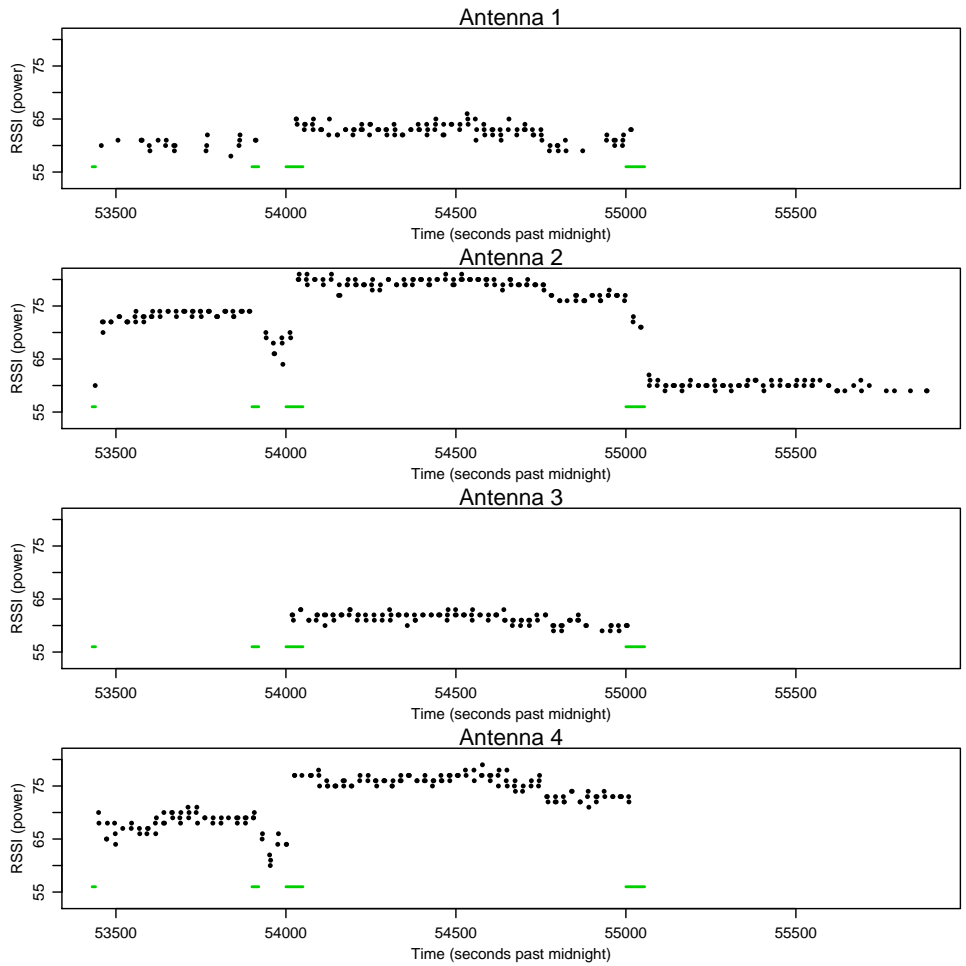 Antenna 1
RSSI (power)
55 65 75
53500 54000 54500 55000 55500
Time (seconds past midnight)
Antenna 2
RSSI (power)
55 65 75
53500 54000 54500 55000 55500
Time (seconds past midnight)
Antenna 3
RSSI (power)
55 65 75
53500 54000 54500 55000 55500
Time (seconds past midnight)
Antenna 4
RSSI (power)
55 65 75
53500 54000 54500 55000 55500
Time (seconds past midnight)